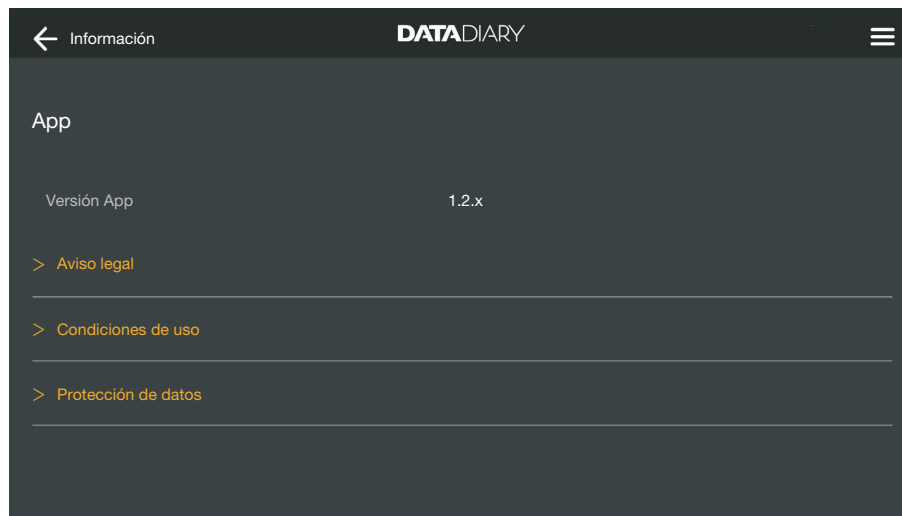 Información
DATADIARY
App
Versión App 1.2.x
> Aviso legal
> Condiciones de uso
> Protección de datos